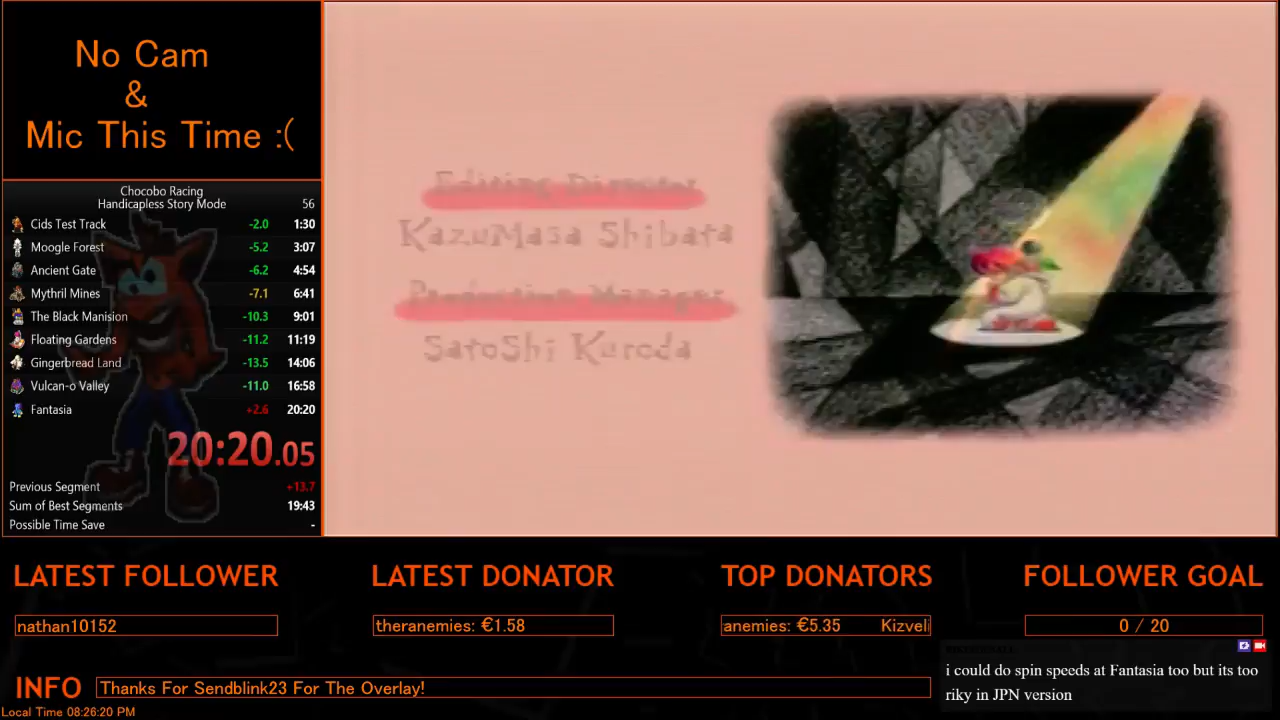 No Cam
&
Mic This Time :(
Chocobo Racing
Handicapless Story Mode 56
Cids Test Track -2.0 1:30
Moogle Forest -5.2 3:07
Ancient Gate -6.2 4:54
Mythril Mines -7.1 6:41
The Black Manision -10.3 9:01
Floating Gardens -11.2 11:19
Gingerbread Land -13.5 14:06
Vulcan-o Valley -11.0 16:58
Fantasia +2.6 20:20
20:20.05
Previous Segment +13.7
Sum of Best Segments 19:43
Possible Time Save -
Editing Director
KazuMasa Shibata
Production Manager
SatoShi Kuroda
LATEST FOLLOWER
nathan10152
LATEST DONATOR
theranemies: €1.58
TOP DONATORS
anemies: €5.35 Kizveli
FOLLOWER GOAL
0 / 20
INFO
Thanks For Sendblink23 For The Overlay!
i could do spin speeds at Fantasia too but its too
riky in JPN version
Local Time 08:26:20 PM